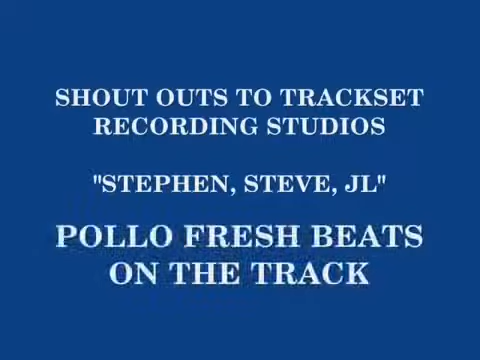 SHOUT OUTS TO TRACKSET
RECORDING STUDIOS
"STEPHEN, STEVE, JL"
POLLO FRESH BEATS
ON THE TRACK